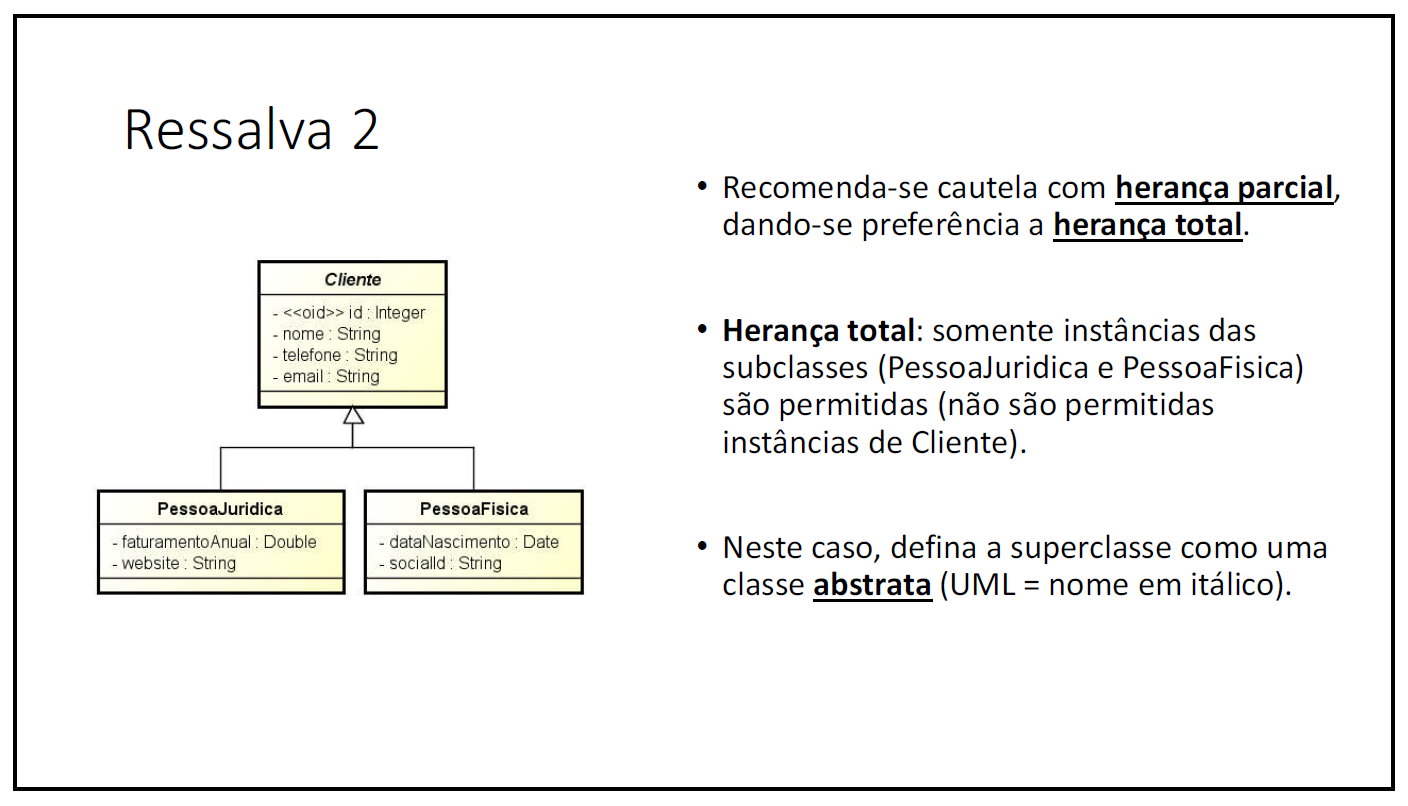 Ressalva 2
Cliente
- <<oid>> id : Integer
- nome : String
- telefone : String
- email : String
PessoaJuridica
- faturamentoAnual : Double
- website : String
PessoaFisica
- dataNascimento : Date
- socialId : String
• Recomenda-se cautela com herança parcial,
dando-se preferência a herança total.
• Herança total: somente instâncias das
subclasses (PessoaJuridica e PessoaFisica)
são permitidas (não são permitidas
instâncias de Cliente).
• Neste caso, defina a superclasse como uma
classe abstrata (UML = nome em itálico).